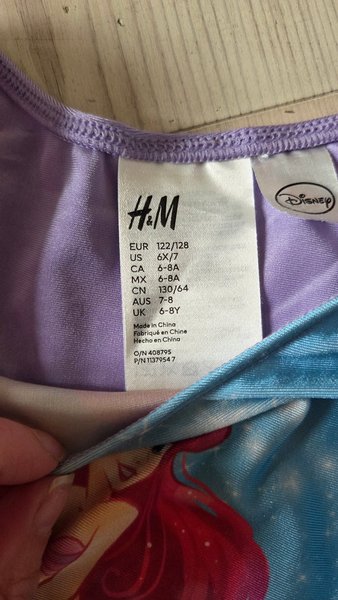 H&M
EUR 122/128
US 6X/7
CA 6-8A
MX 6-8A
CN 130/64
AUS 7-8
UK 6-8Y
Made in China
Fabriqué en Chine
Hecho en China
O/N 408795
P/N 1137954 7
Disney